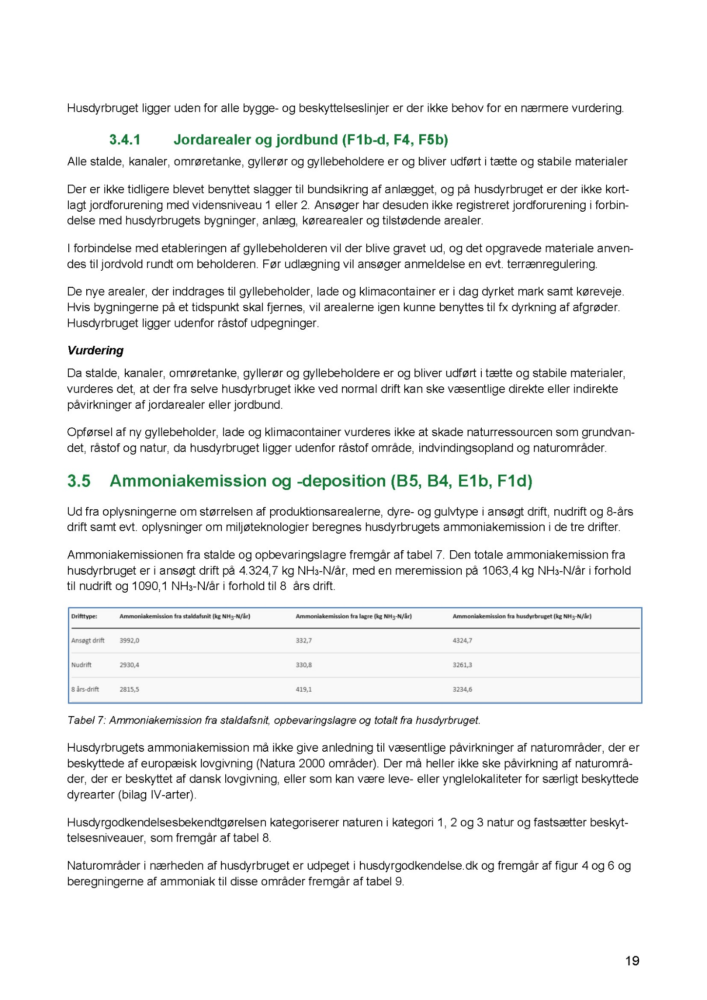 Husdyrbruget ligger uden for alle bygge- og beskyttelseslinjer er der ikke behov for en nærmere vurdering.
3.4.1 Jordarealer og jordbund (F1b-d, F4, F5b)
Alle stalde, kanaler, omrøretanke, gyllerør og gyllebeholdere er og bliver udført i tætte og stabile materialer
Der er ikke tidligere blevet benyttet slagger til bundsikring af anlægget, og på husdyrbruget er der ikke kort-
lagt jordforurening med vidensniveau 1 eller 2. Ansøger har desuden ikke registreret jordforurening i forbin-
delse med husdyrbrugets bygninger, anlæg, kørearealer og tilstødende arealer.
I forbindelse med etableringen af gyllebeholderen vil der blive gravet ud, og det opgravede materiale anven-
des til jordvold rundt om beholderen. Før udlægning vil ansøger anmeldelse en evt. terrænregulering.
De nye arealer, der inddrages til gyllebeholder, lade og klimacontainer er i dag dyrket mark samt køreveje.
Hvis bygningerne på et tidspunkt skal fjernes, vil arealerne igen kunne benyttes til fx dyrkning af afgrøder.
Husdyrbruget ligger udenfor råstof udpegninger.
Vurdering
Da stalde, kanaler, omrøretanke, gyllerør og gyllebeholdere er og bliver udført i tætte og stabile materialer,
vurderes det, at der fra selve husdyrbruget ikke ved normal drift kan ske væsentlige direkte eller indirekte
påvirkninger af jordarealer eller jordbund.
Opførsel af ny gyllebeholder, lade og klimacontainer vurderes ikke at skade naturressourcen som grundvan-
det, råstof og natur, da husdyrbruget ligger udenfor råstof område, indvindingsopland og naturområder.
3.5 Ammoniakemission og -deposition (B5, B4, E1b, F1d)
Ud fra oplysningerne om størrelsen af produktionsarealerne, dyre- og gulvtype i ansøgt drift, nudrift og 8-års
drift samt evt. oplysninger om miljøteknologier beregnes husdyrbrugets ammoniakemission i de tre drifter.
Ammoniakemissionen fra stalde og opbevaringslagre fremgår af tabel 7. Den totale ammoniakemission fra
husdyrbruget er i ansøgt drift på 4.324,7 kg NH3-N/år, med en meremission på 1063,4 kg NH3-N/år i forhold
til nudrift og 1090,1 NH3-N/år i forhold til 8 års drift.
Drifttype: Ammoniakemission fra staldafsnit (kg NH3-N/år) Ammoniakemission fra lagre (kg NH3-N/år) Ammoniakemission fra husdyrbruget (kg NH3-N/år)
Ansøgt drift 3992,0 332,7 4324,7
Nudrift 2930,4 330,8 3261,3
8 års-drift 2815,5 419,1 3234,6
Tabel 7: Ammoniakemission fra staldafsnit, opbevaringslagre og totalt fra husdyrbruget.
Husdyrbrugets ammoniakemission må ikke give anledning til væsentlige påvirkninger af naturområder, der er
beskyttede af europæisk lovgivning (Natura 2000 områder). Der må heller ikke ske påvirkning af naturområ-
der, der er beskyttet af dansk lovgivning, eller som kan være leve- eller ynglelokaliteter for særligt beskyttede
dyrearter (bilag IV-arter).
Husdyrgodkendelsesbekendtgørelsen kategoriserer naturen i kategori 1, 2 og 3 natur og fastsætter beskyt-
telsesniveauer, som fremgår af tabel 8.
Naturområder i nærheden af husdyrbruget er udpeget i husdyrgodkendelse.dk og fremgår af figur 4 og 6 og
beregningerne af ammoniak til disse områder fremgår af tabel 9.
19